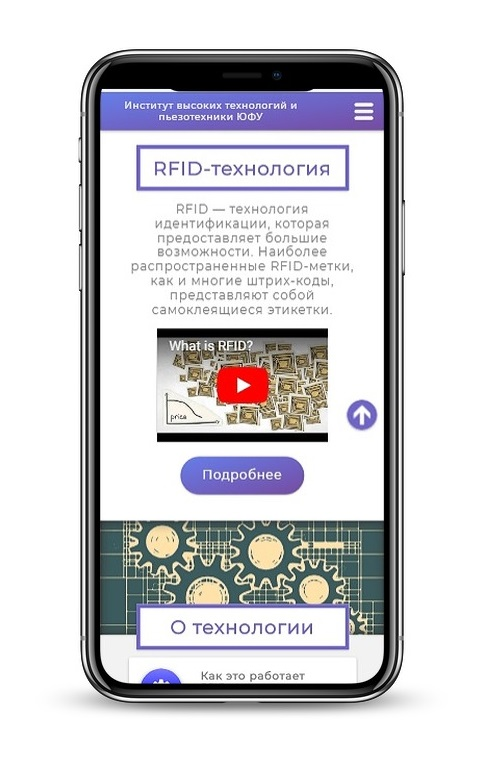 Институт высоких технологий и
пьезотехники ЮФУ
RFID-технология
RFID — технология
идентификации, которая
предоставляет большие
возможности. Наиболее
распространенные RFID-метки,
как и многие штрих-коды,
представляют собой
самоклеящиеся этикетки.
What is RFID?
price
Подробнее
О технологии
Как это работает